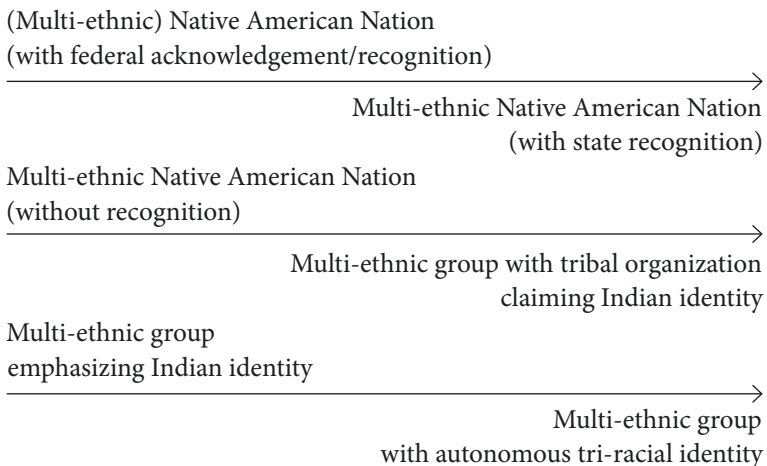 (Multi-ethnic) Native American Nation
(with federal acknowledgement/recognition)
Multi-ethnic Native American Nation
(with state recognition)
Multi-ethnic Native American Nation
(without recognition)
Multi-ethnic group with tribal organization
claiming Indian identity
Multi-ethnic group
emphasizing Indian identity
Multi-ethnic group
with autonomous tri-racial identity